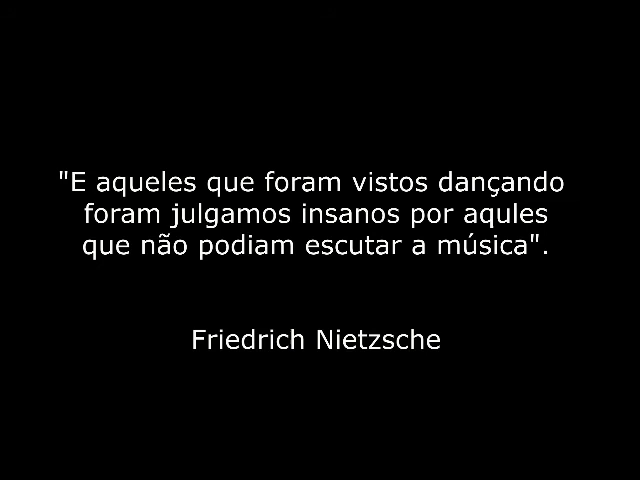 "E aqueles que foram vistos dançando
foram julgamos insanos por aqules
que não podiam escutar a música".
Friedrich Nietzsche